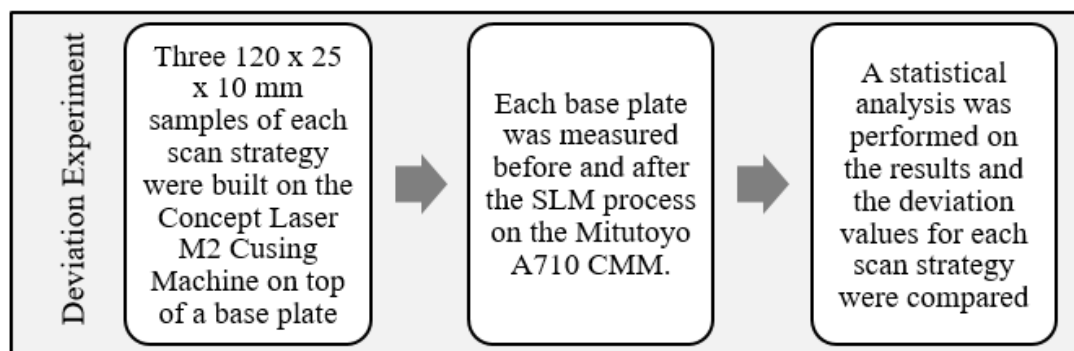 Deviation Experiment
Three 120 x 25
x 10 mm
samples of each
scan strategy
were built on the
Concept Laser
M2 Cusing
Machine on top
of a base plate
Each base plate
was measured
before and after
the SLM process
on the Mitutoyo
A710 CMM.
A statistical
analysis was
performed on
the results and
the deviation
values for each
scan strategy
were compared